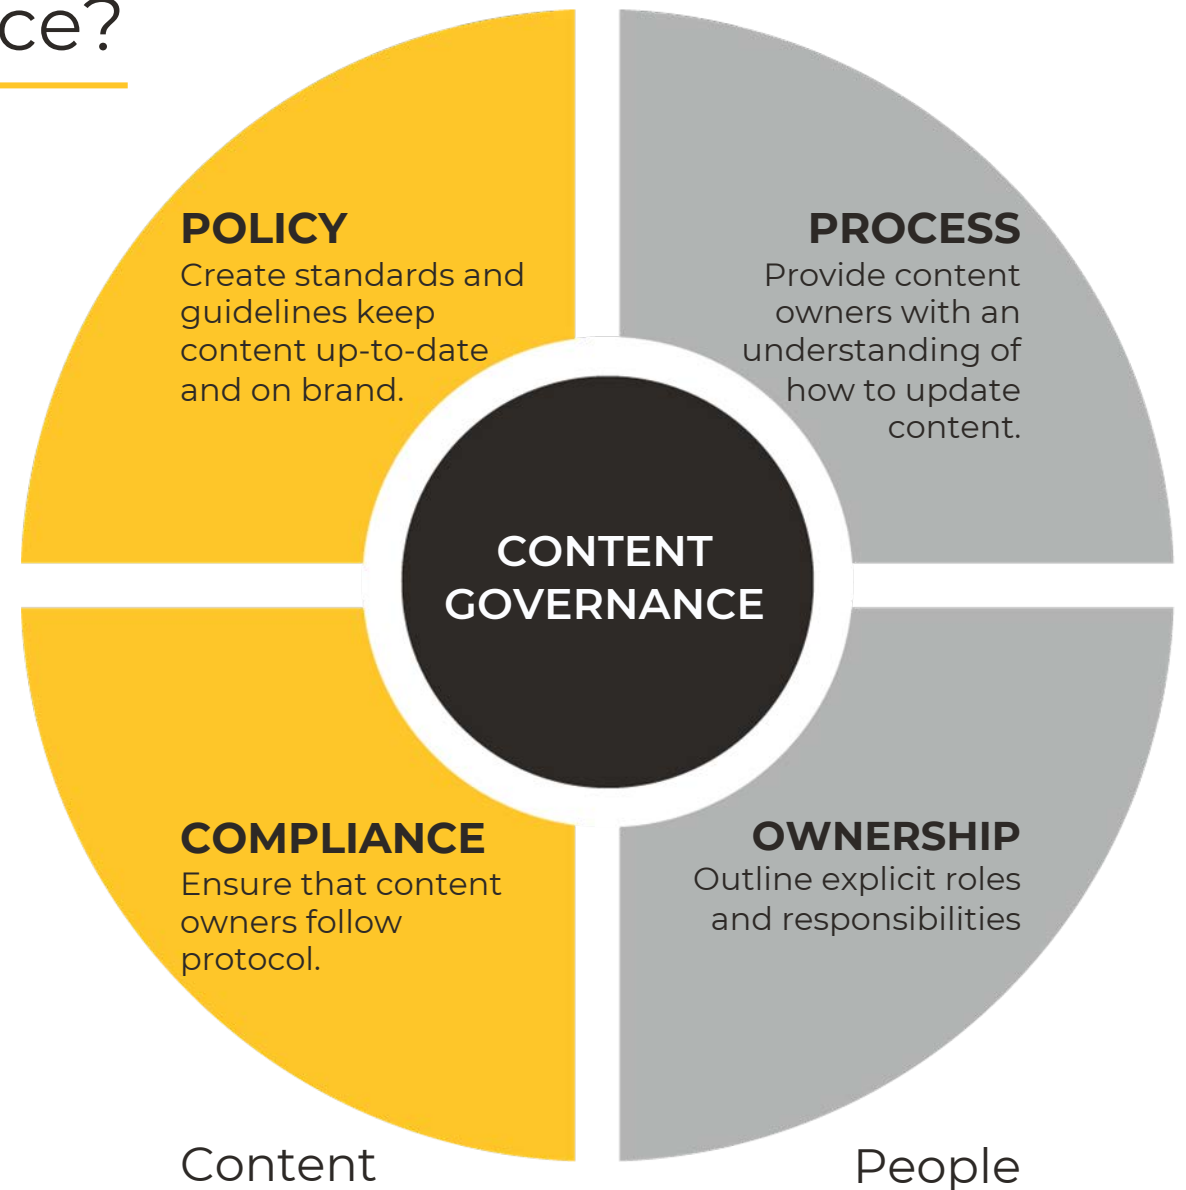 ce?
POLICY
Create standards and
guidelines keep
content up-to-date
and on brand.
PROCESS
Provide content
owners with an
understanding of
how to update
content.
CONTENT
GOVERNANCE
COMPLIANCE
Ensure that content
owners follow
protocol.
OWNERSHIP
Outline explicit roles
and responsibilities
Content
People